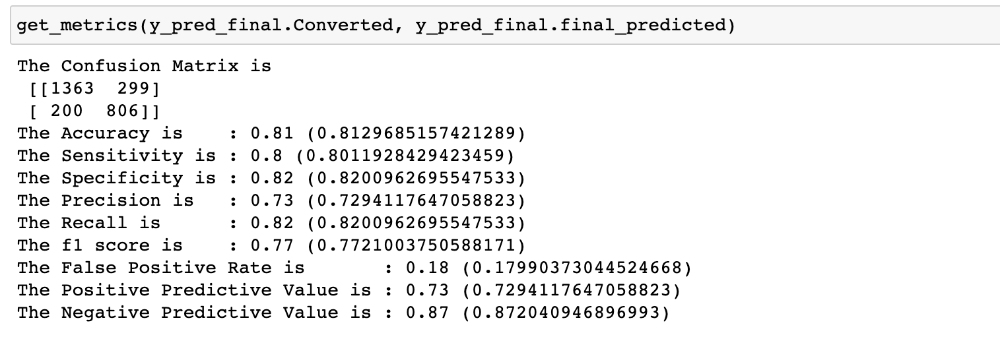 get_metrics(y_pred_final.Converted, y_pred_final.final_predicted)
The Confusion Matrix is
[[1363  299]
[ 200  806]]
The Accuracy is    : 0.81 (0.8129685157421289)
The Sensitivity is : 0.8 (0.8011928429423459)
The Specificity is : 0.82 (0.8200962695547533)
The Precision is   : 0.73 (0.7294117647058823)
The Recall is      : 0.82 (0.8200962695547533)
The f1 score is    : 0.77 (0.7721003750588171)
The False Positive Rate is       : 0.18 (0.17990373044524668)
The Positive Predictive Value is : 0.73 (0.7294117647058823)
The Negative Predictive Value is : 0.87 (0.872040946896993)